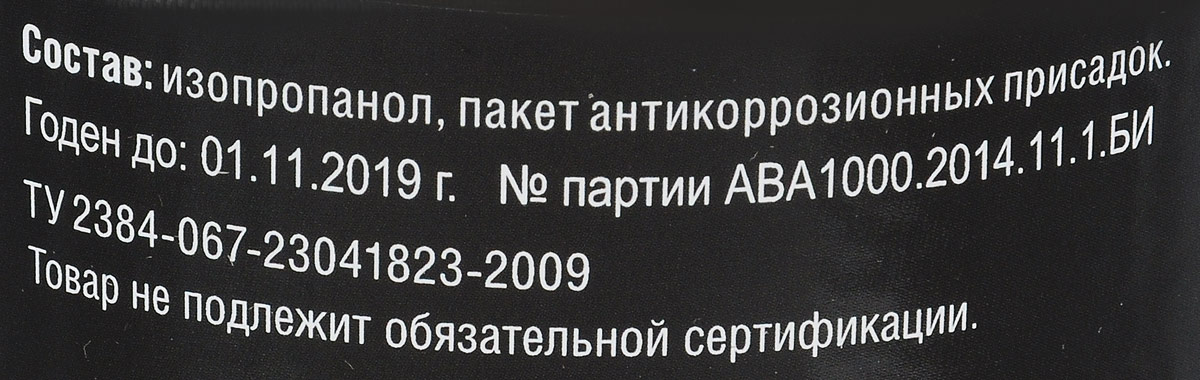 Состав: изопропанол, пакет антикоррозионных присадок.
Годен до: 01.11.2019 г. № партии АВА1000.2014.11.1.БИ
ТУ 2384-067-23041823-2009
Товар не подлежит обязательной сертификации.